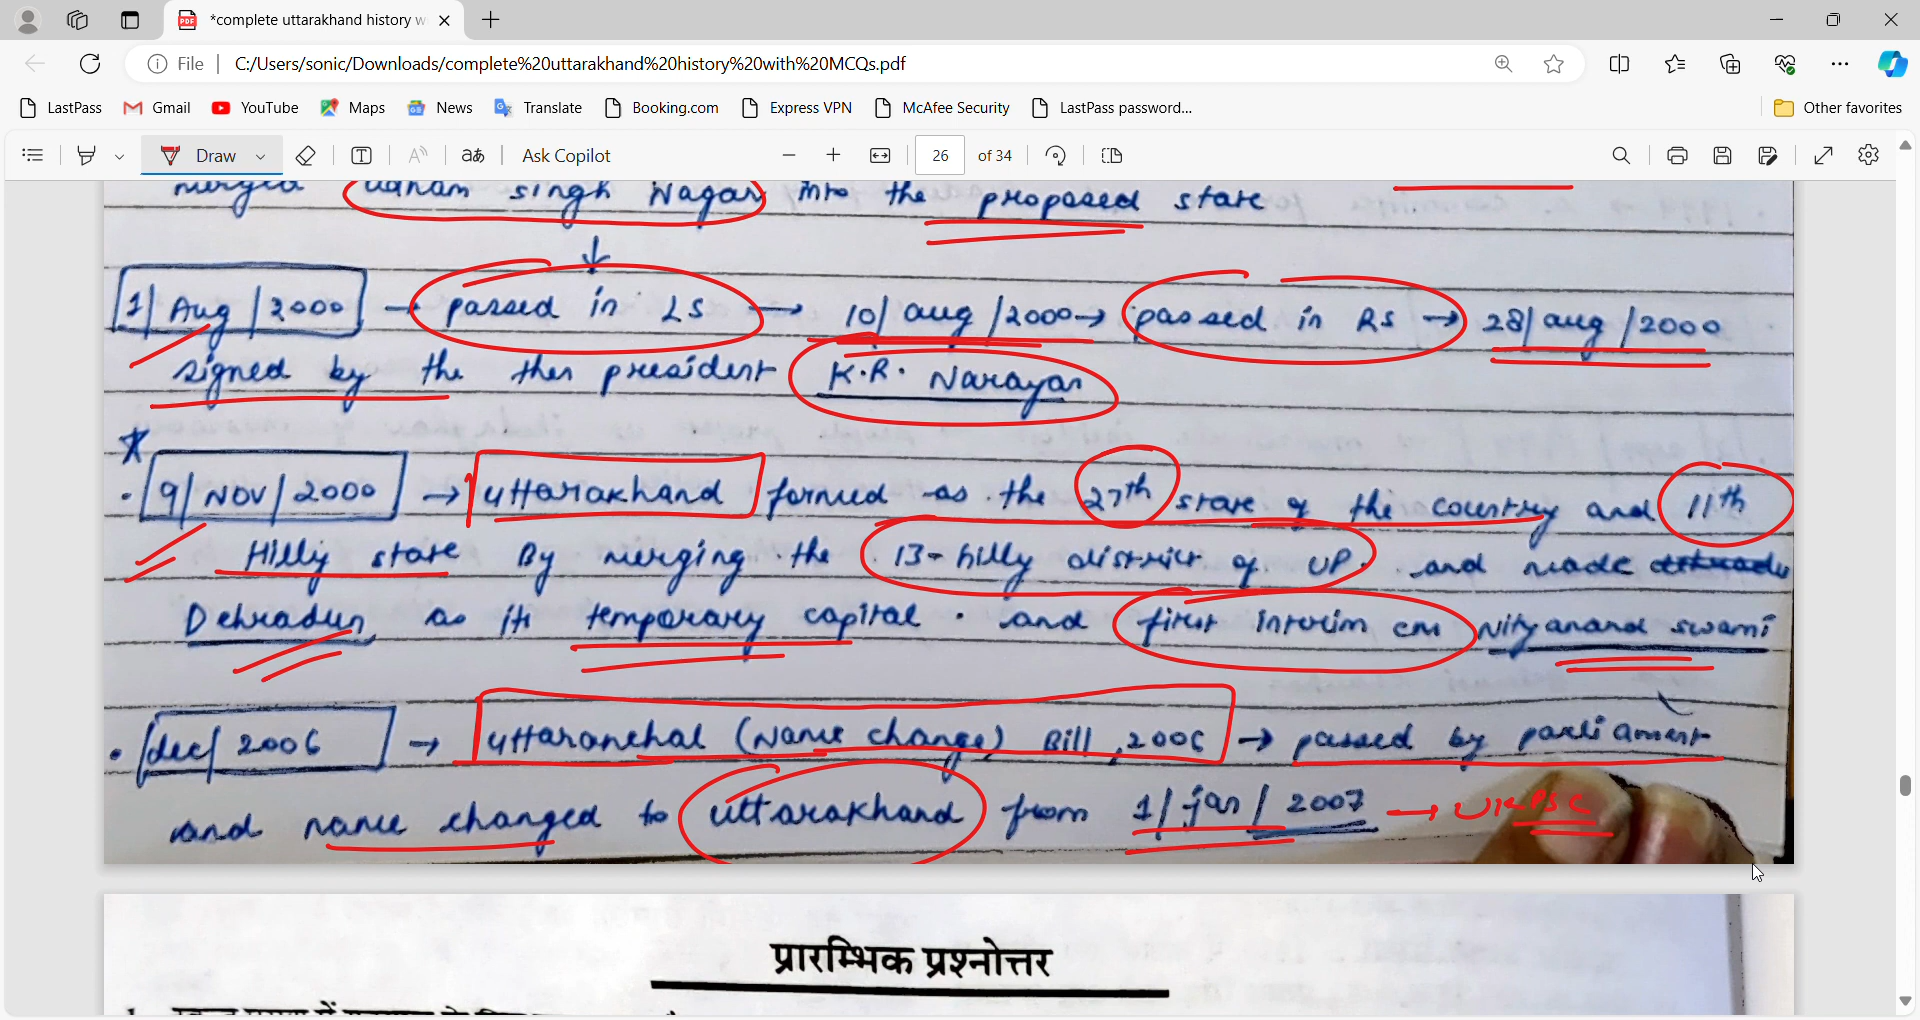 *complete uttarakhand history w
File C:/Users/sonic/Downloads/complete%20uttarakhand%20history%20with%20MCQs.pdf
LastPass Gmail YouTube Maps News Translate Booking.com Express VPN McAfee Security LastPass password... Other favorites
Draw Ask Copilot 26 of 34
merged Udham Singh Nagar into the proposed state
1/ Aug /2000 → passed in LS → 10/ aug /2000 → passed in RS → 28/ aug /2000
signed by the then president K.R. Narayan
9/ Nov / 2000 → Uttarakhand formed as the 27th state of the country and 11th
Hilly state By merging the 13-hilly district of UP. and made
Dehradun as its temporary capital. and first interim CM Nityanand swami
• dec/ 2006 → Uttaranchal (Name change) Bill, 2006 → passed by parliament
and name changed to Uttarakhand from 1/jan/2007 → UKPSC
प्रारम्भिक प्रश्नोत्तर